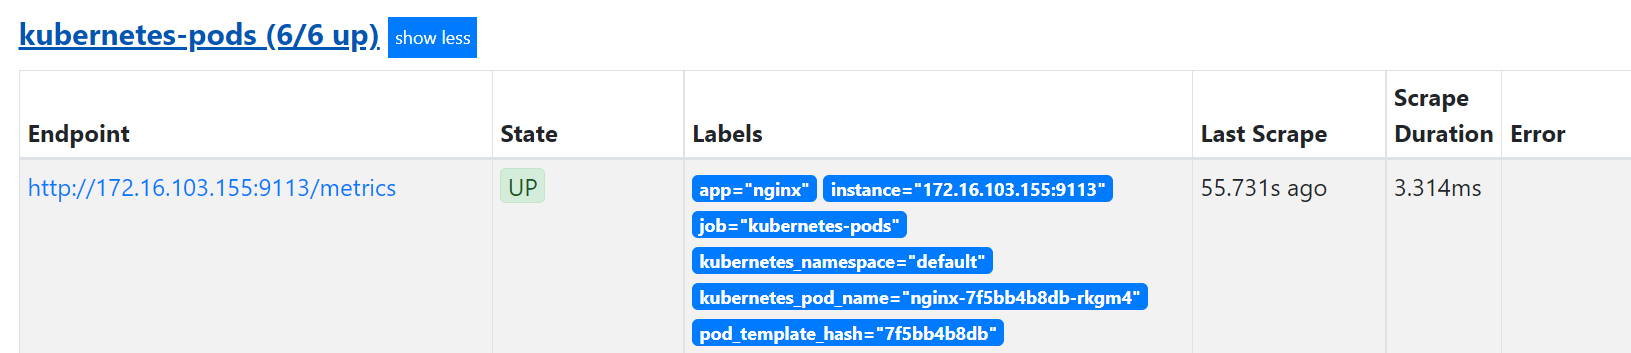 kubernetes-pods (6/6 up) show less
Endpoint State Labels Last Scrape Scrape Duration Error
http://172.16.103.155:9113/metrics UP app="nginx" instance="172.16.103.155:9113" 55.731s ago 3.314ms
job="kubernetes-pods"
kubernetes_namespace="default"
kubernetes_pod_name="nginx-7f5bb4b8db-rkgm4"
pod_template_hash="7f5bb4b8db"